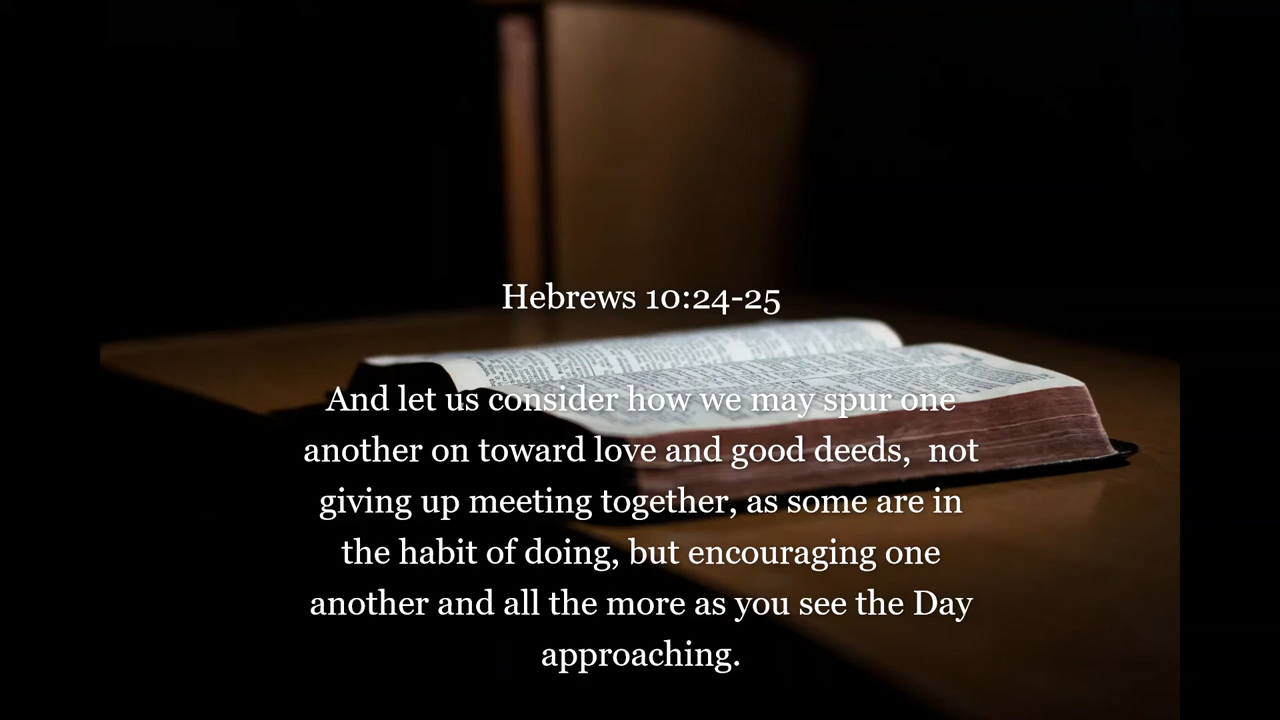 Hebrews 10:24-25
And let us consider how we may spur one
another on toward love and good deeds,  not
giving up meeting together, as some are in
the habit of doing, but encouraging one
another and all the more as you see the Day
approaching.